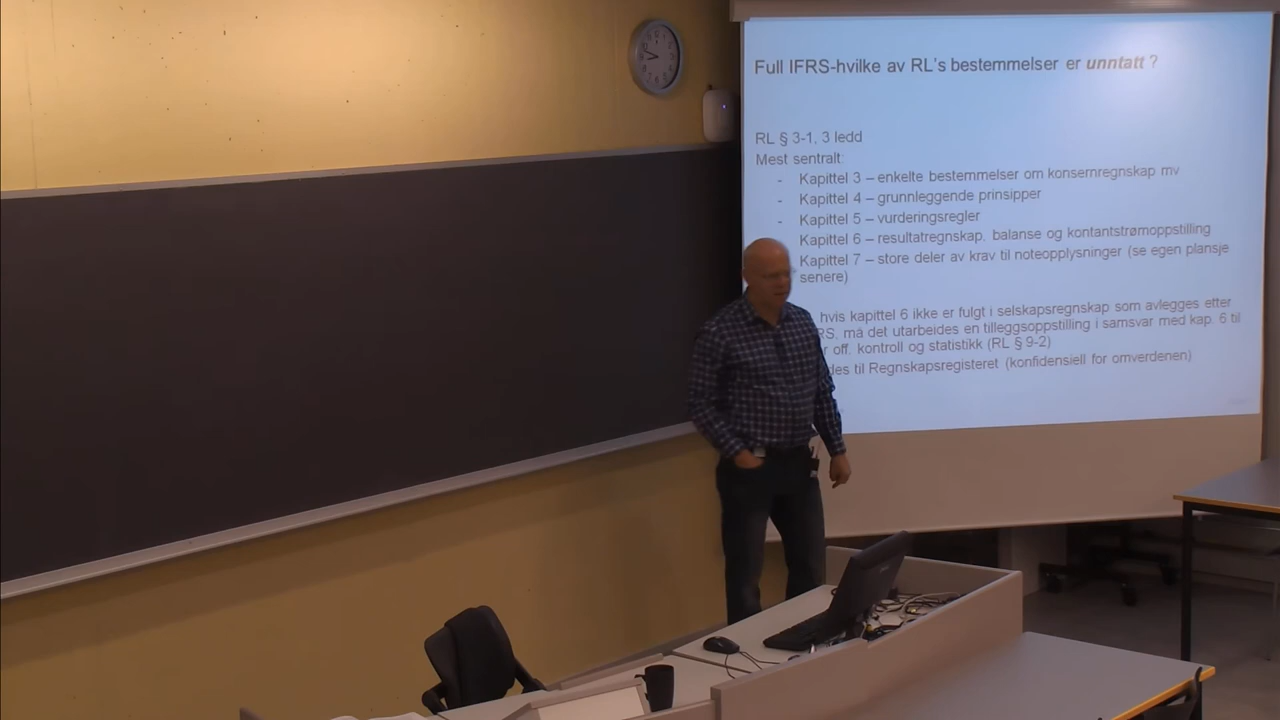 Full IFRS-hvilke av RL's bestemmelser er unntatt ?
RL § 3-1, 3 ledd
Mest sentralt:
- Kapittel 3 – enkelte bestemmelser om konsernregnskap mv
- Kapittel 4 – grunnleggende prinsipper
- Kapittel 5 – vurderingsregler
Kapittel 6 – resultatregnskap, balanse og kontantstrømoppstilling
Kapittel 7 – store deler av krav til noteopplysninger (se egen plansje
senere)
hvis kapittel 6 ikke er fulgt i selskapsregnskap som avlegges etter
RS, må det utarbeides en tilleggsoppstilling i samsvar med kap. 6 til
r off. kontroll og statistikk (RL § 9-2)
des til Regnskapsregisteret (konfidensiell for omverdenen)